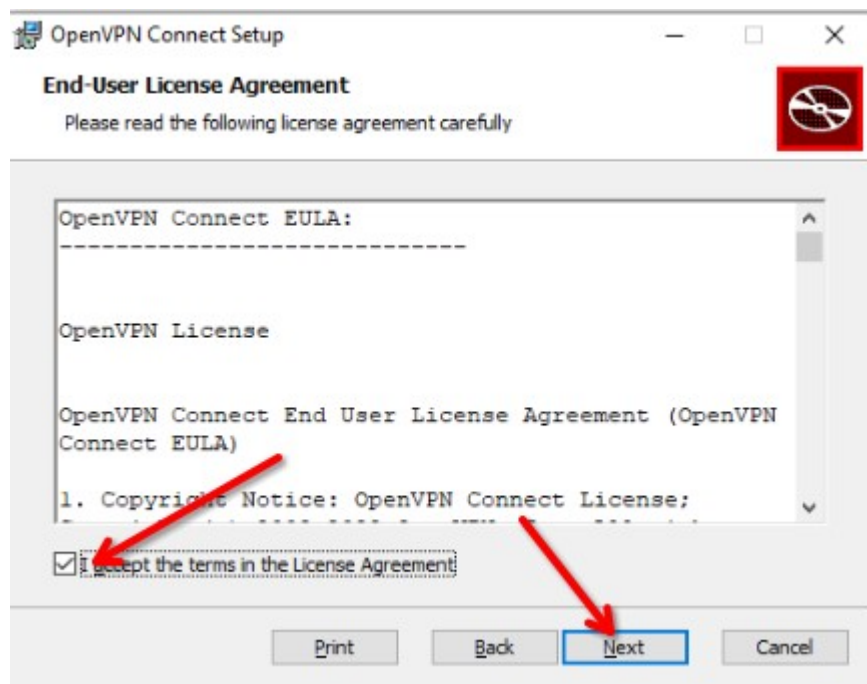 OpenVPN Connect Setup
End-User License Agreement
Please read the following license agreement carefully
OpenVPN Connect EULA:
------------------------------
OpenVPN License
OpenVPN Connect End User License Agreement (OpenVPN
Connect EULA)
1. Copyright Notice: OpenVPN Connect License;
I accept the terms in the License Agreement
Print
Back
Next
Cancel